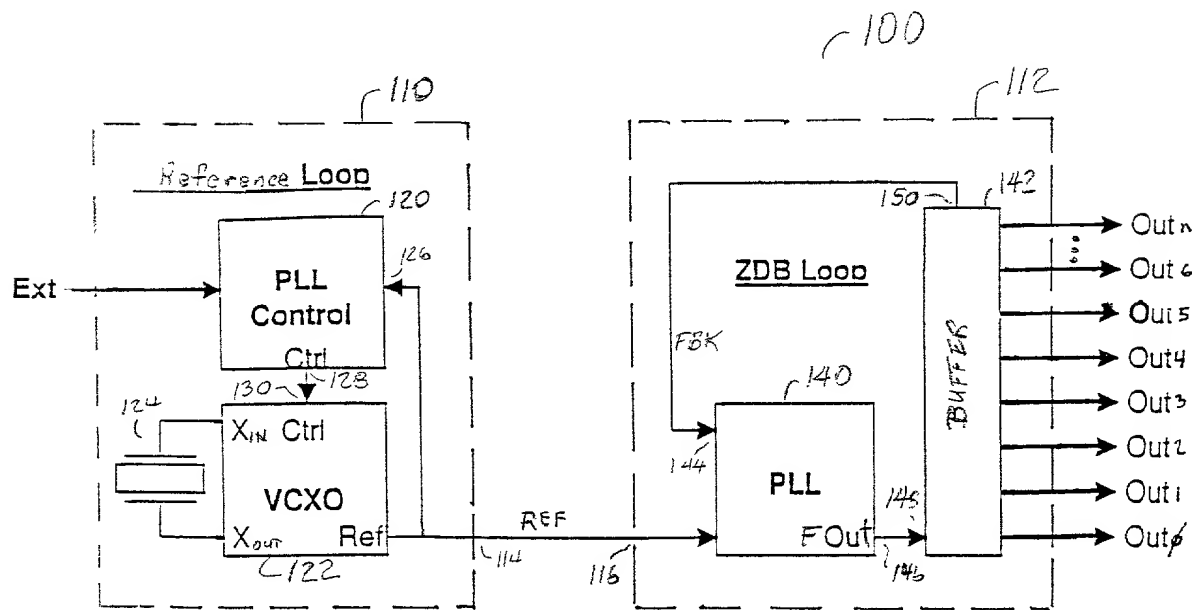 100
110
112
Reference Loop
120
142
150
126
Outn
PLL
Control
ZDB Loop
Out6
Ext
Out5
FBK
Ctrl
128
130
140
Out4
124
XIN Ctrl
BUFFER
Out3
144
Out2
VCXO
PLL
148
Out1
REF
XOUT Ref
FOut
Out0
122
114
116
146